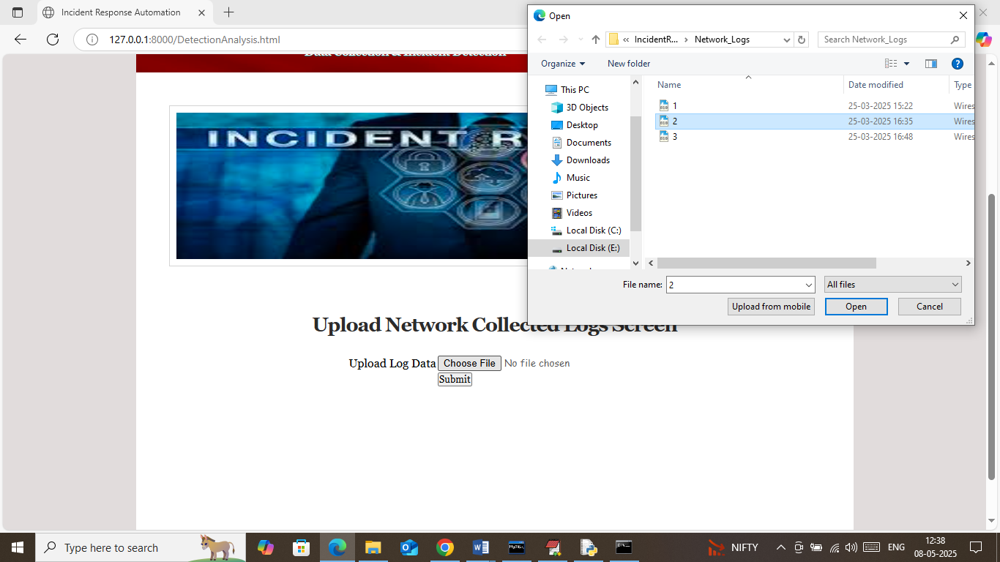 Incident Response Automation
127.0.0.1:8000/DetectionAnalysis.html
Data Collection & Incident Detection
INCIDENT R
Upload Network Collected Logs Screen
Upload Log Data Choose File No file chosen
Submit
Open
« IncidentR... › Network_Logs
Search Network_Logs
Organize
New folder
This PC
3D Objects
Desktop
Documents
Downloads
Music
Pictures
Videos
Local Disk (C:)
Local Disk (E:)
Name Date modified Type
1 25-03-2025 15:22 Wires
2 25-03-2025 16:35 Wires
3 25-03-2025 16:48 Wires
File name: 2 All files
Upload from mobile Open Cancel
Type here to search
NIFTY
ENG
12:38
08-05-2025